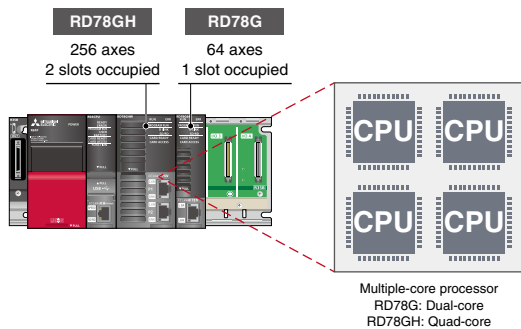 RD78GH
RD78G
256 axes
2 slots occupied
64 axes
1 slot occupied
CPU
CPU
CPU
CPU
Multiple-core processor
RD78G: Dual-core
RD78GH: Quad-core